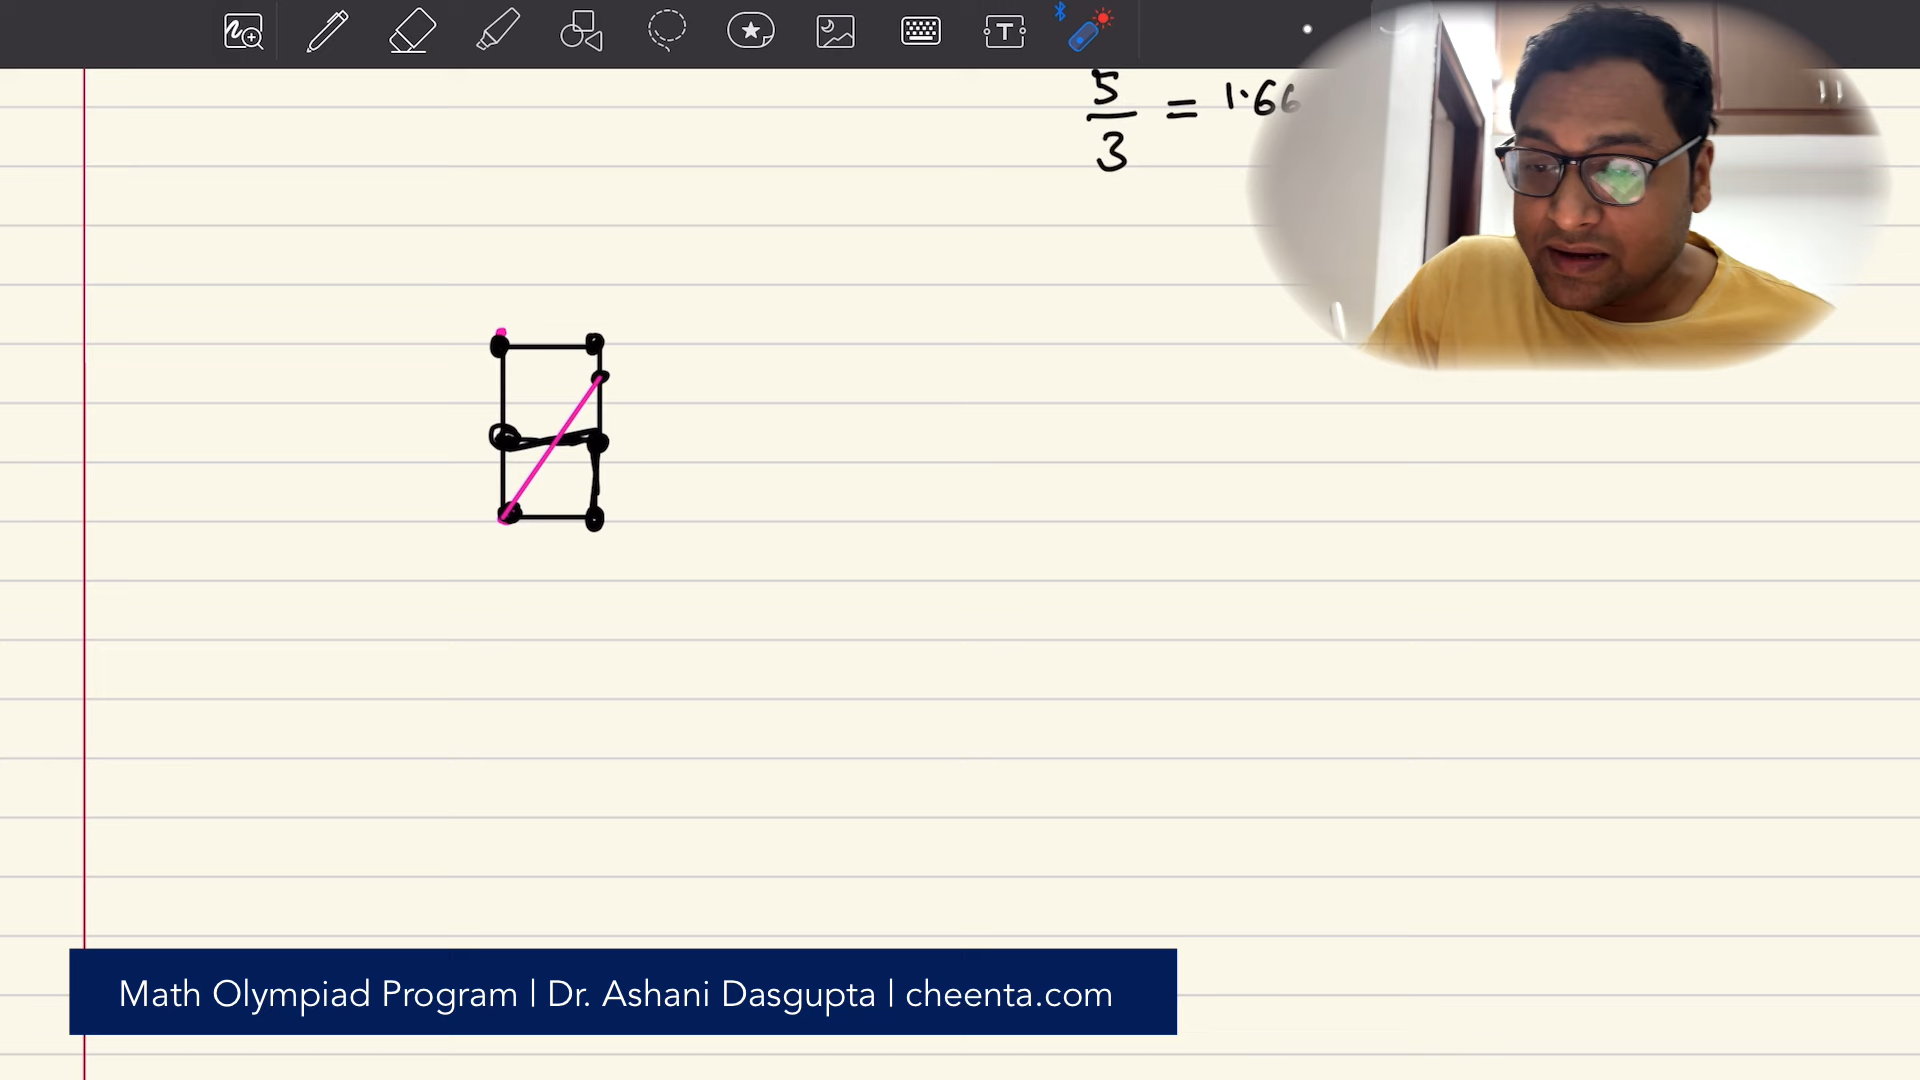 5/3 = 1.66
T
Math Olympiad Program | Dr. Ashani Dasgupta | cheenta.com